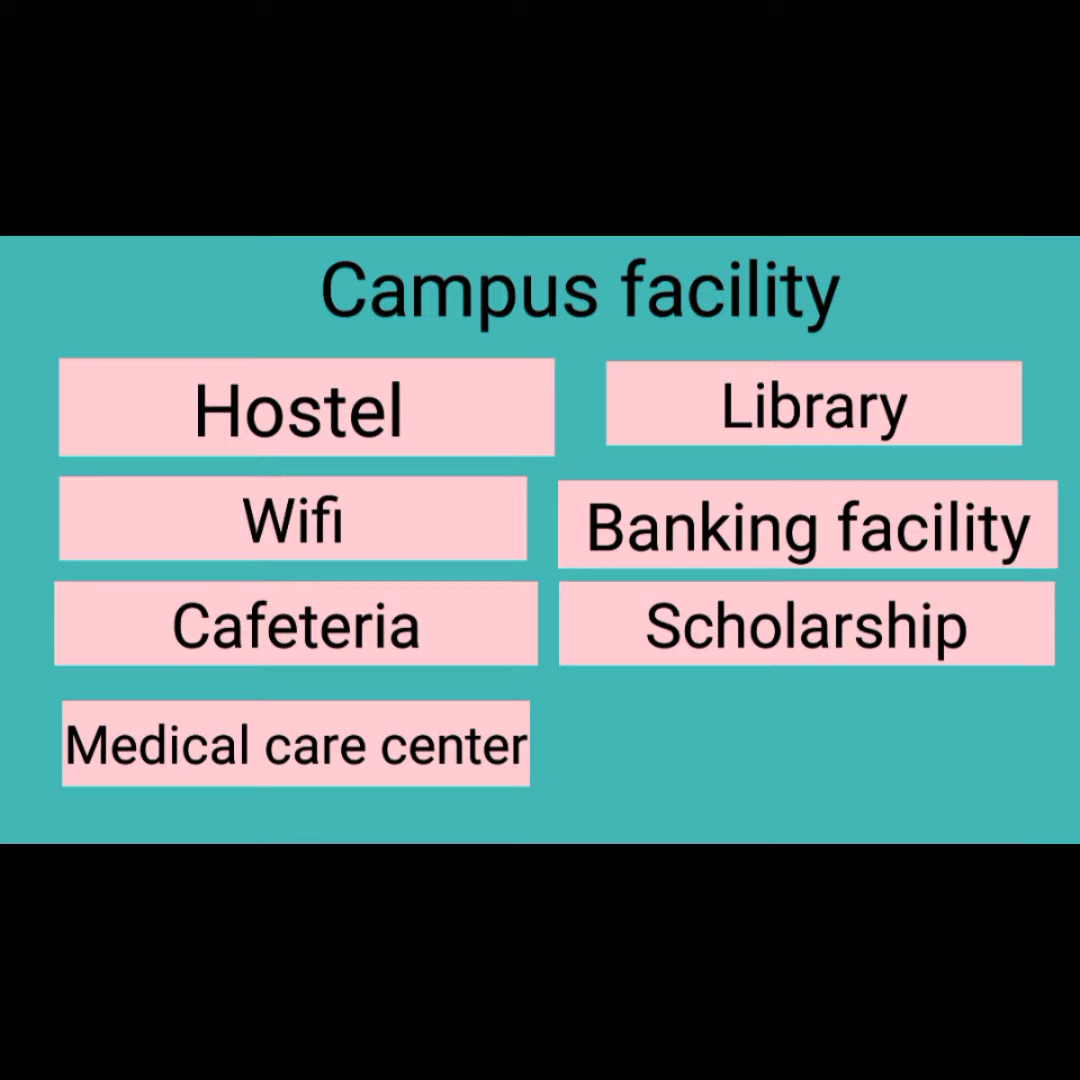 Campus facility
Hostel
Library
Wifi
Banking facility
Cafeteria
Scholarship
Medical care center